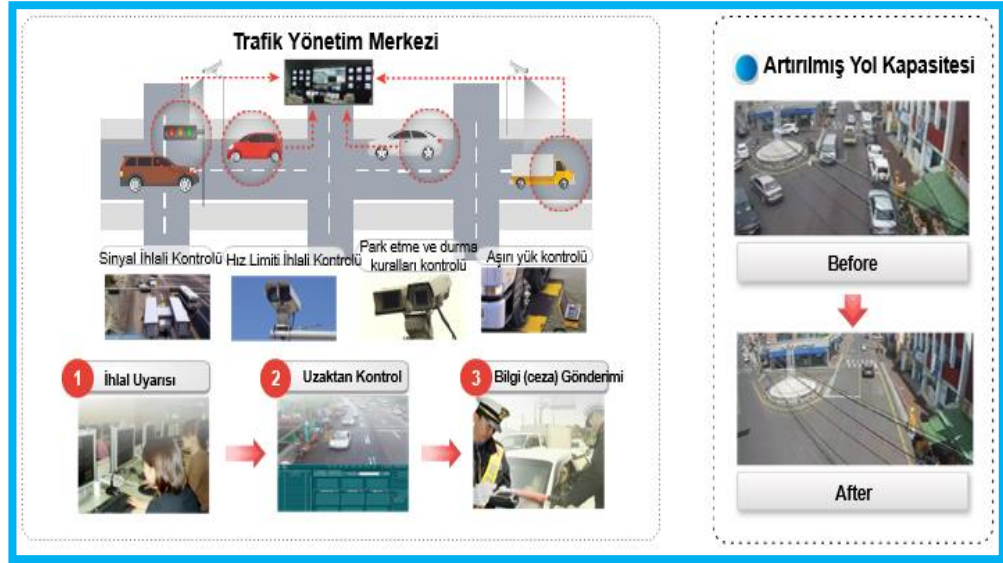 Trafik Yönetim Merkezi
Sinyal İhlali Kontrolü
Hız Limiti İhlali Kontrolü
Park etme ve durma
kuralları kontrolü
Aşırı yük kontrolü
1 İhlal Uyarısı
2 Uzaktan Kontrol
3 Bilgi (ceza) Gönderimi
Artırılmış Yol Kapasitesi
Before
After